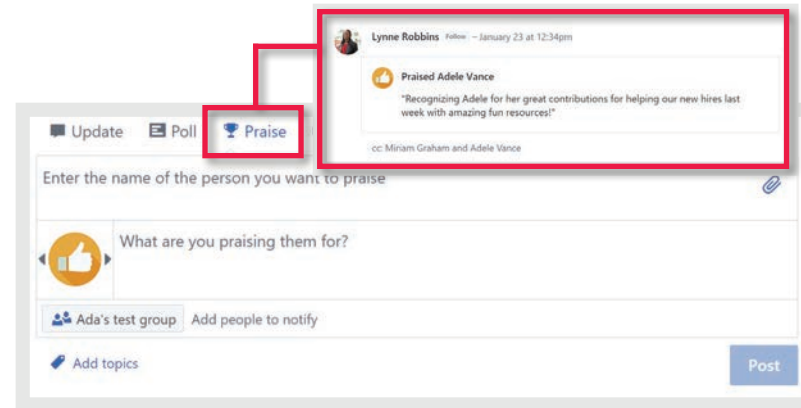 Lynne Robbins Follow – January 23 at 12:34pm
Praised Adele Vance
"Recognizing Adele for her great contributions for helping our new hires last
week with amazing fun resources!"
cc: Miriam Graham and Adele Vance
Update Poll Praise
Enter the name of the person you want to praise
What are you praising them for?
Ada's test group Add people to notify
Add topics
Post